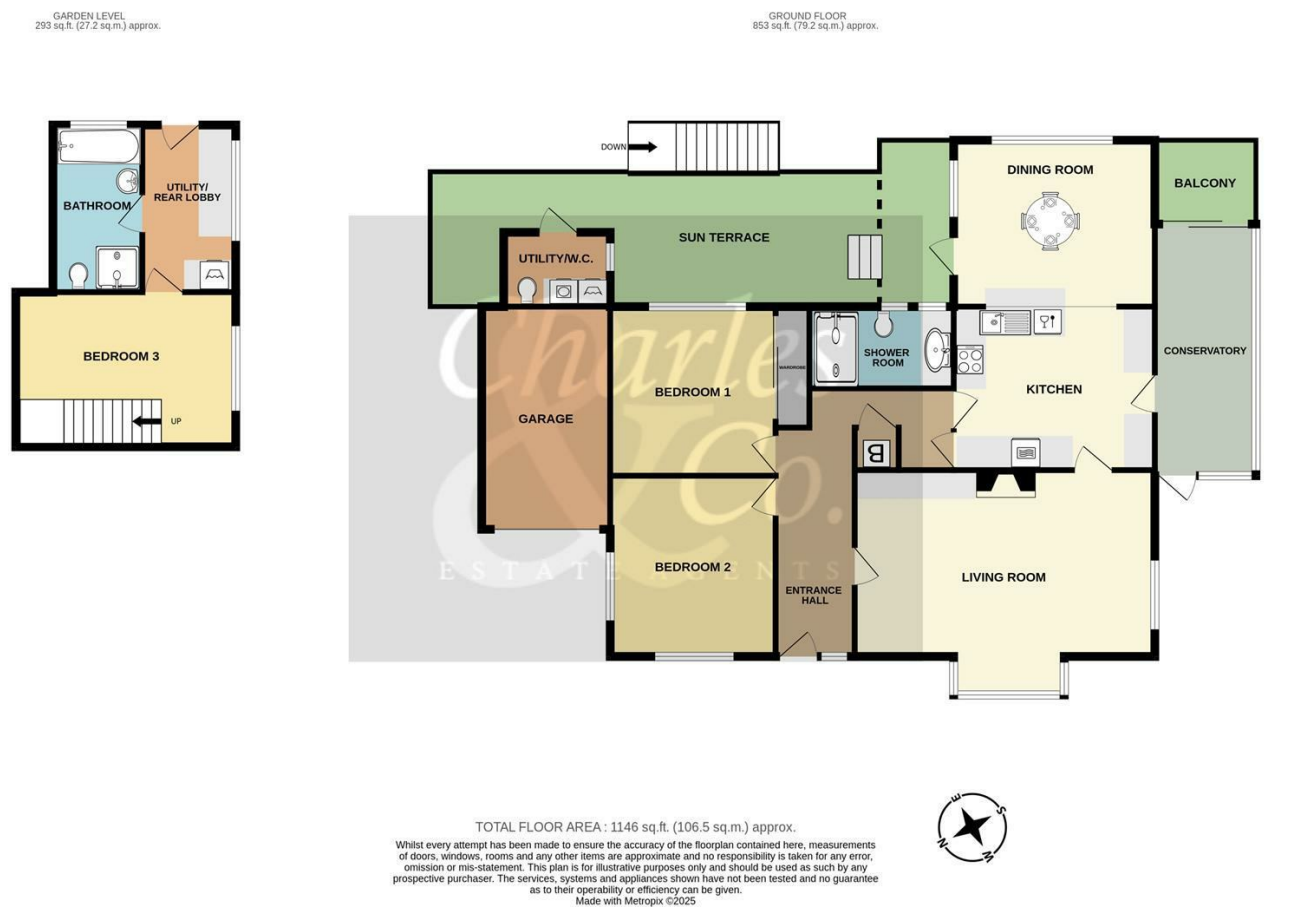 GARDEN LEVEL
293 sq.ft. (27.2 sq.m.) approx.
GROUND FLOOR
853 sq.ft. (79.2 sq.m.) approx.
BATHROOM
UTILITY/
REAR LOBBY
BEDROOM 3
UP
DOWN
DINING ROOM
BALCONY
SUN TERRACE
UTILITY/W.C.
CONSERVATORY
SHOWER
ROOM
WARDROBE
BEDROOM 1
KITCHEN
GARAGE
B
BEDROOM 2
LIVING ROOM
ENTRANCE
HALL
Charles
& Co.
ESTATE AGENTS
E
S
N
W
TOTAL FLOOR AREA : 1146 sq.ft. (106.5 sq.m.) approx.
Whilst every attempt has been made to ensure the accuracy of the floorplan contained here, measurements
of doors, windows, rooms and any other items are approximate and no responsibility is taken for any error,
omission or mis-statement. This plan is for illustrative purposes only and should be used as such by any
prospective purchaser. The services, systems and appliances shown have not been tested and no guarantee
as to their operability or efficiency can be given.
Made with Metropix ©2025